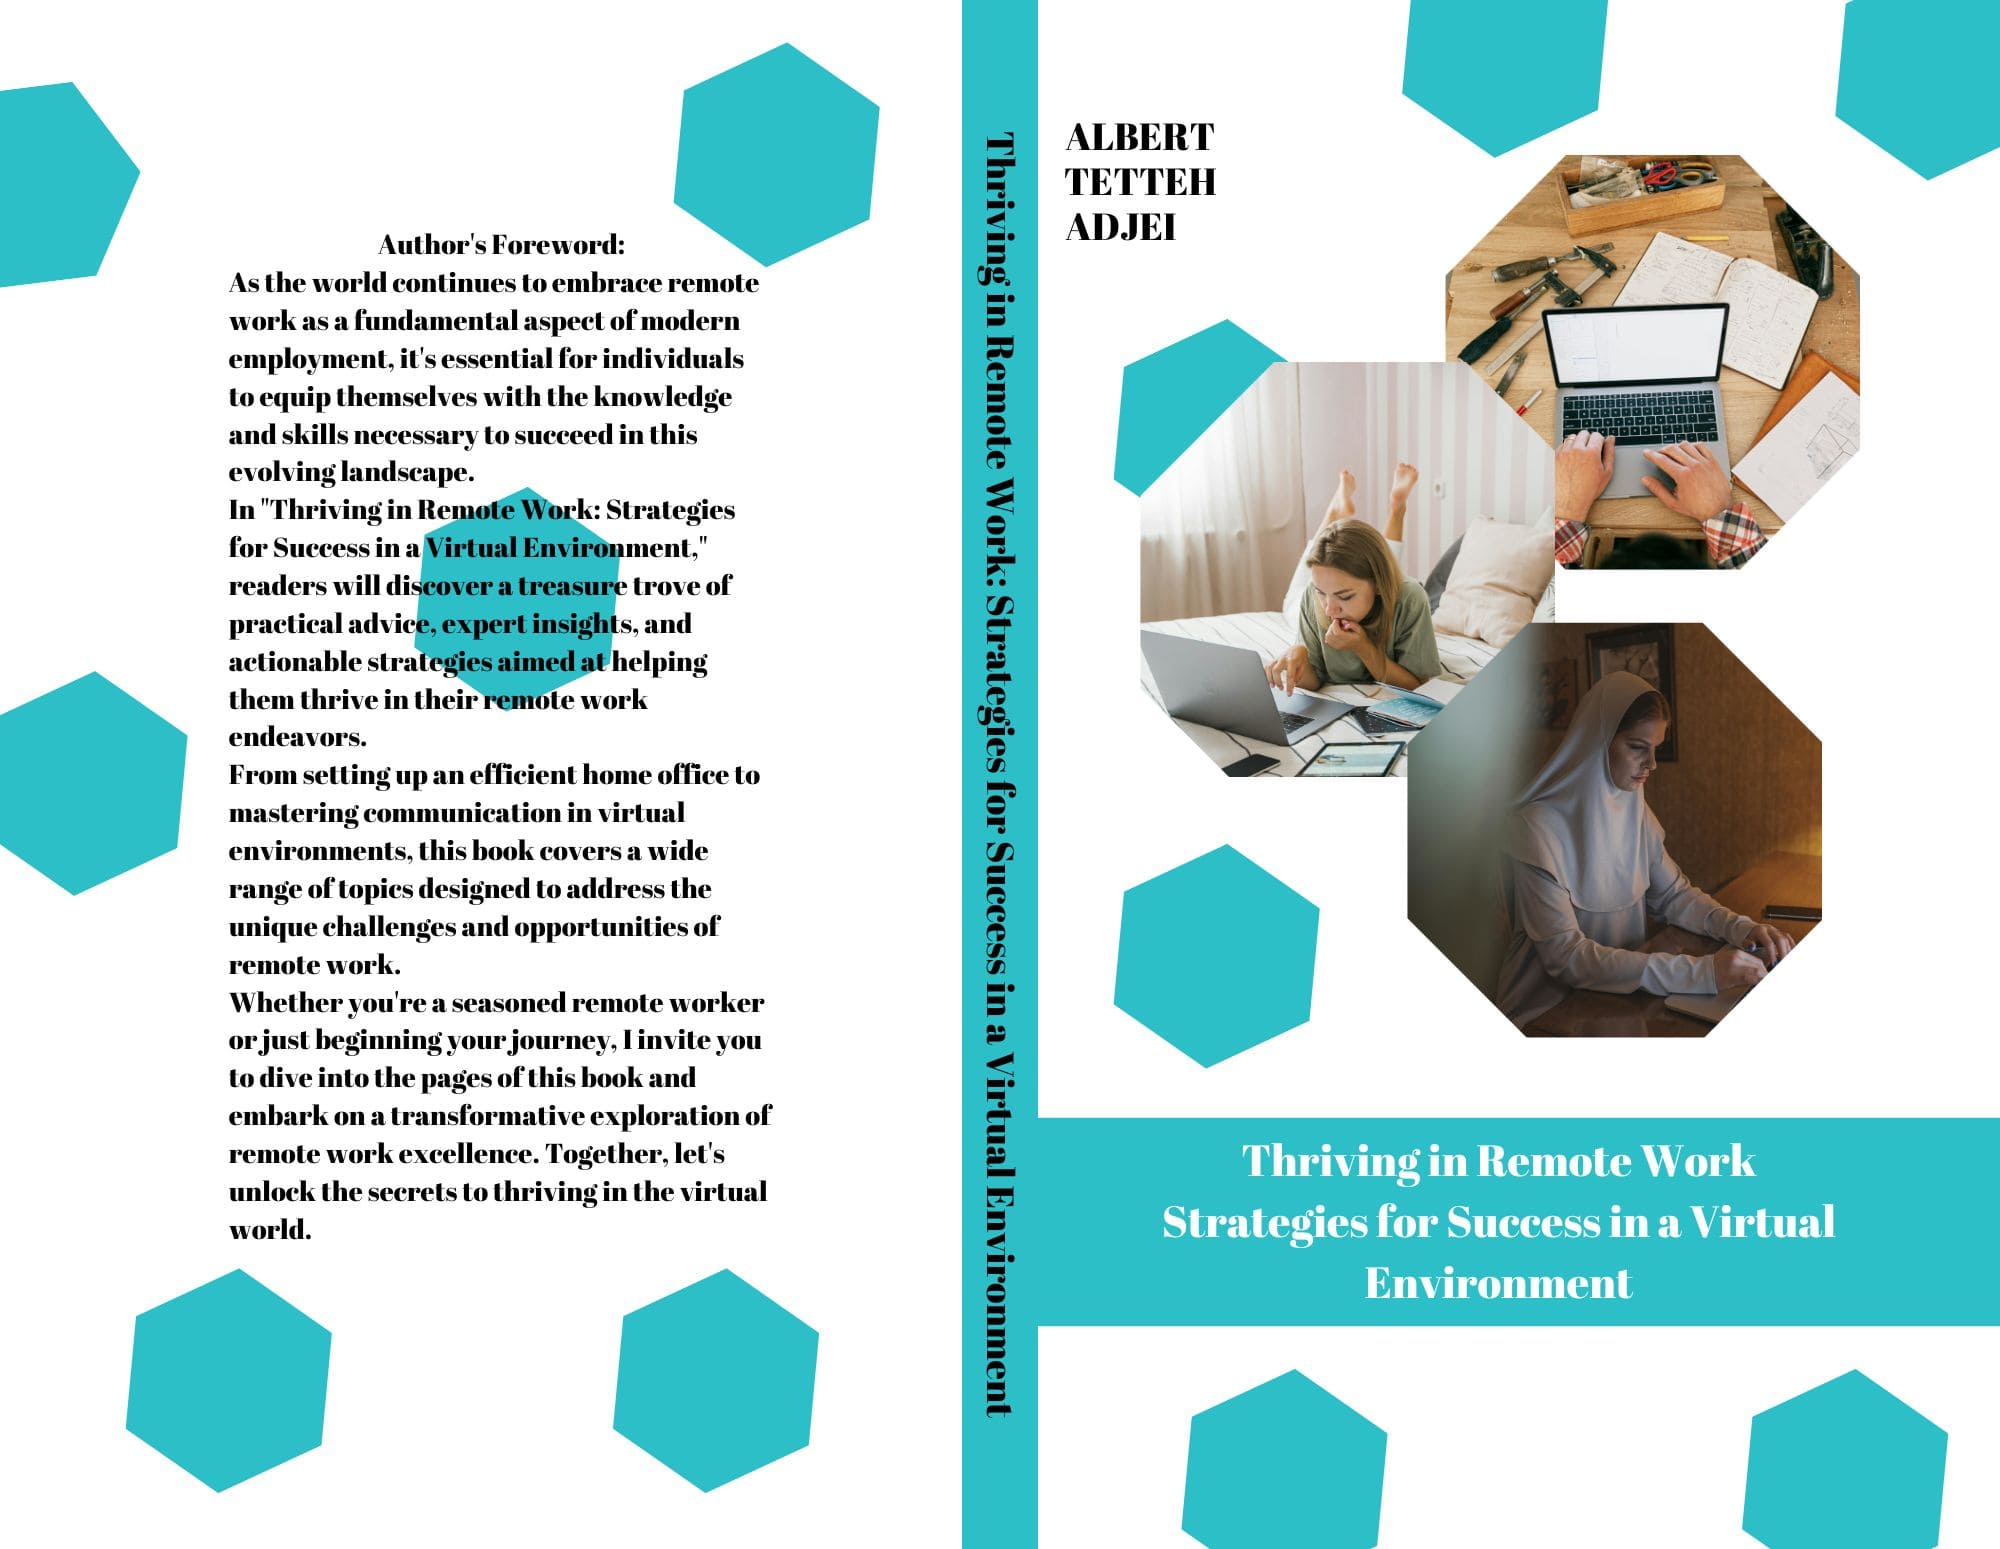 Author's Foreword:
As the world continues to embrace remote
work as a fundamental aspect of modern
employment, it's essential for individuals
to equip themselves with the knowledge
and skills necessary to succeed in this
evolving landscape.
In "Thriving in Remote Work: Strategies
for Success in a Virtual Environment,"
readers will discover a treasure trove of
practical advice, expert insights, and
actionable strategies aimed at helping
them thrive in their remote work
endeavors.
From setting up an efficient home office to
mastering communication in virtual
environments, this book covers a wide
range of topics designed to address the
unique challenges and opportunities of
remote work.
Whether you're a seasoned remote worker
or just beginning your journey, I invite you
to dive into the pages of this book and
embark on a transformative exploration of
remote work excellence. Together, let's
unlock the secrets to thriving in the virtual
world.
Thriving in Remote Work: Strategies for Success in a Virtual Environment
ALBERT
TETTEH
ADJEI
Thriving in Remote Work
Strategies for Success in a Virtual
Environment